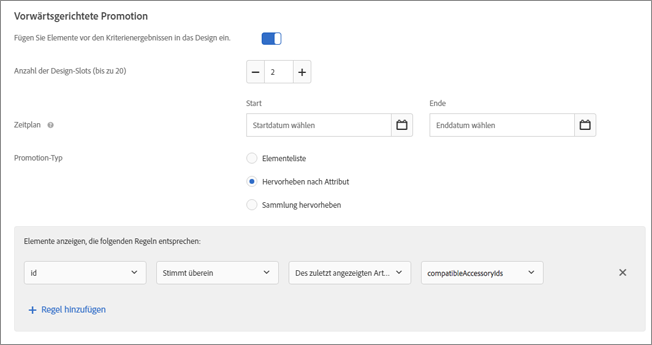 Vorwärtsgerichtete Promotion
Fügen Sie Elemente vor den Kriterienergebnissen in das Design ein.
Anzahl der Design-Slots (bis zu 20)
2
Start
Ende
Zeitplan
Startdatum wählen
Enddatum wählen
Promotion-Typ
Elementeliste
Hervorheben nach Attribut
Sammlung hervorheben
Elemente anzeigen, die folgenden Regeln entsprechen:
id
Stimmt überein
Des zuletzt angezeigten Art...
compatibleAccessoryIds
+ Regel hinzufügen